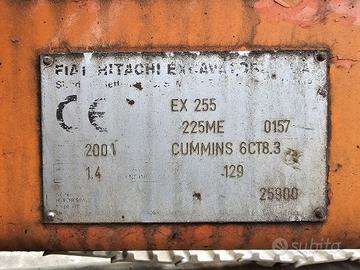 FIAT HITACHI EXCAVATORS
CE
EX 255
225ME 0157
2001 CUMMINS 6CT8.3
1.4 129
25900
subito